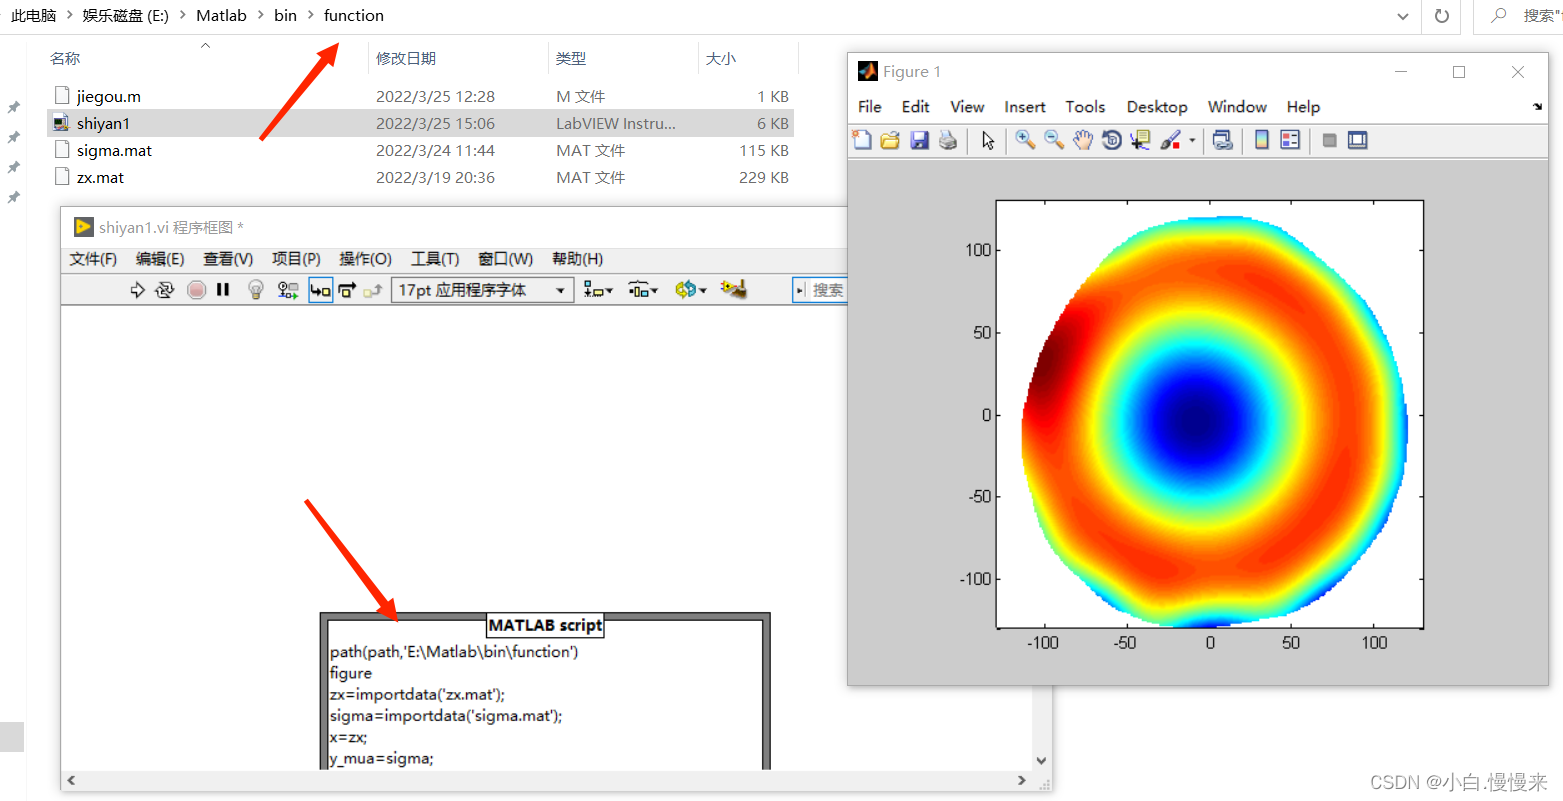 此电脑 > 娱乐磁盘 (E:) > Matlab > bin > function
搜索"f
名称 修改日期 类型 大小
jiegou.m 2022/3/25 12:28 M 文件 1 KB
shiyan1 2022/3/25 15:06 LabVIEW Instru... 6 KB
sigma.mat 2022/3/24 11:44 MAT 文件 115 KB
zx.mat 2022/3/19 20:36 MAT 文件 229 KB
shiyan1.vi 程序框图 *
文件(F) 编辑(E) 查看(V) 项目(P) 操作(O) 工具(T) 窗口(W) 帮助(H)
17pt 应用程序字体
搜索
MATLAB script
path(path,'E:\Matlab\bin\function')
figure
zx=importdata('zx.mat');
sigma=importdata('sigma.mat');
x=zx;
y_mua=sigma;
Figure 1
File Edit View Insert Tools Desktop Window Help
100
50
0
-50
-100
-100 -50 0 50 100
CSDN @小白.慢慢来